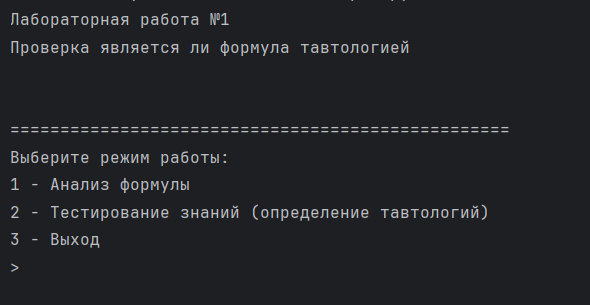 Лабораторная работа №1
Проверка является ли формула тавтологией
==================================================
Выберите режим работы:
1 - Анализ формулы
2 - Тестирование знаний (определение тавтологий)
3 - Выход
>